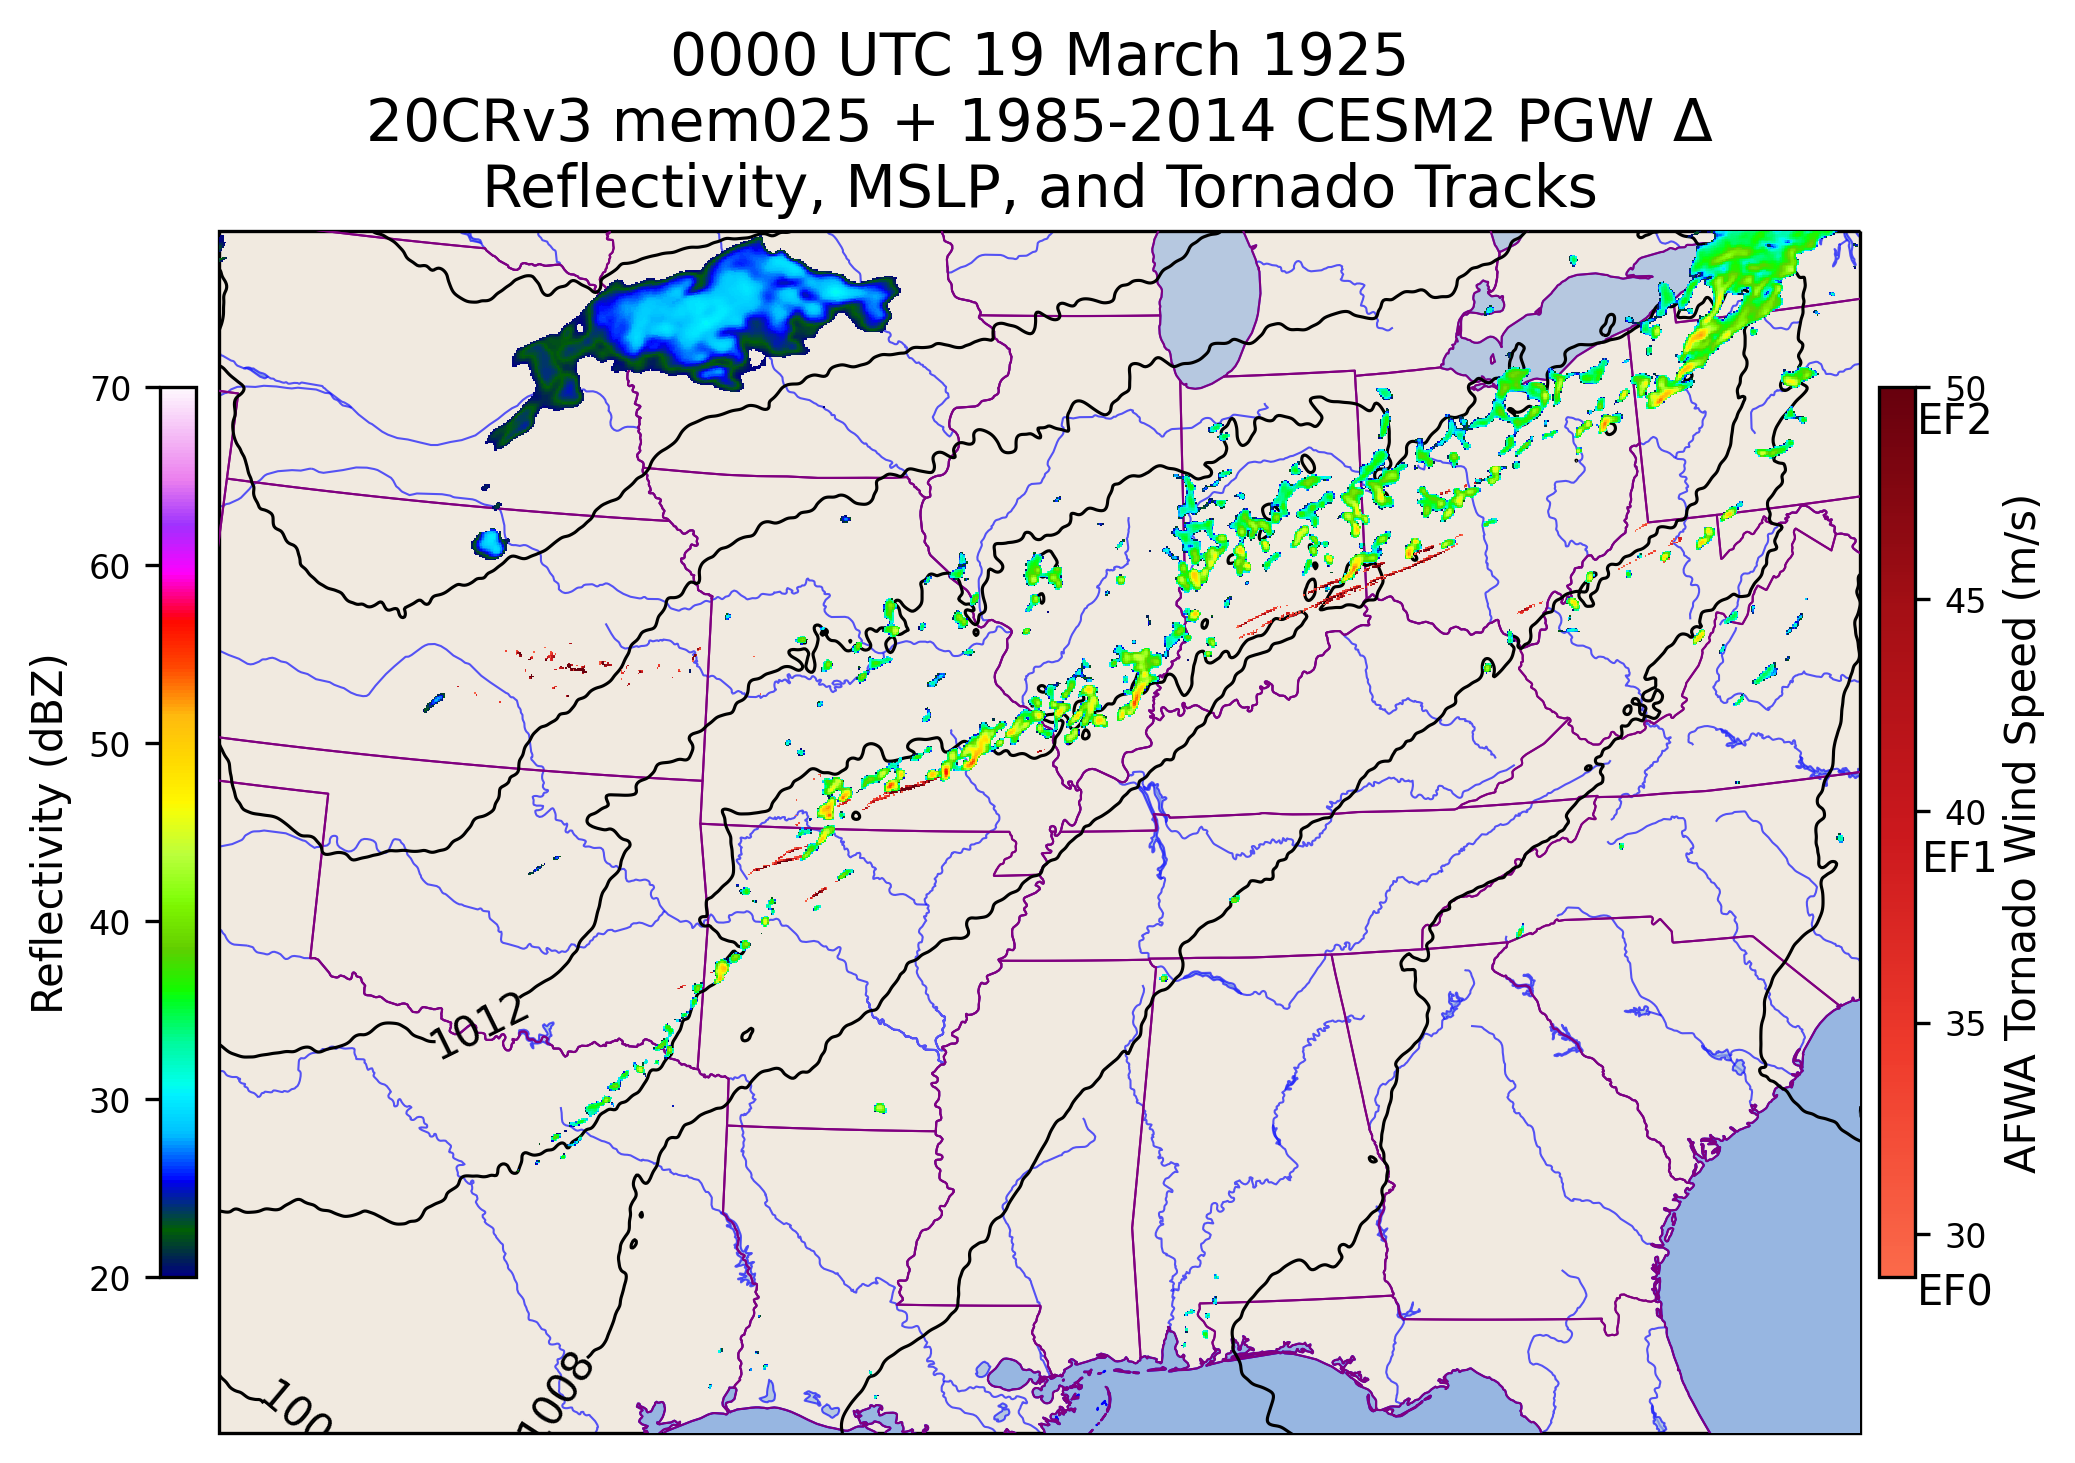 0000 UTC 19 March 1925
20CRv3 mem025 + 1985-2014 CESM2 PGW Δ
Reflectivity, MSLP, and Tornado Tracks
Reflectivity (dBZ)
70
60
50
40
30
20
1012
1008
100
50
EF2
45
40
EF1
35
30
EF0
AFWA Tornado Wind Speed (m/s)